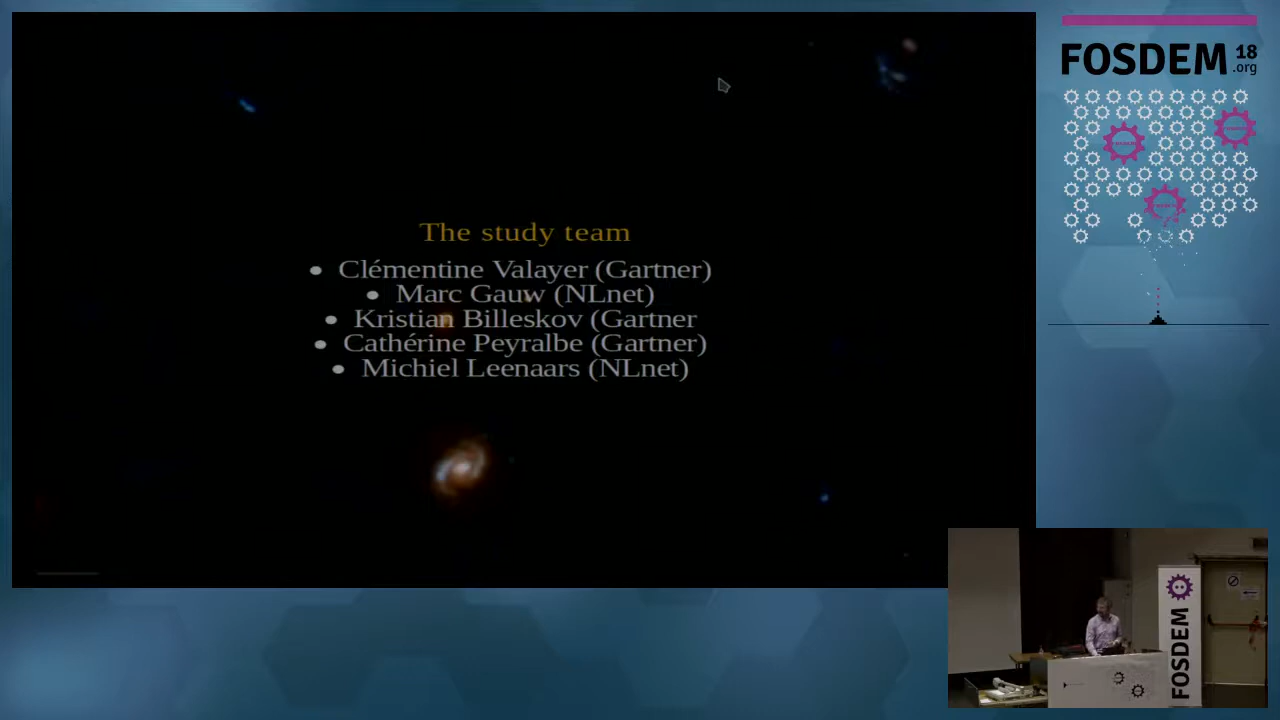 FOSDEM 18
.org
The study team
• Clémentine Valayer (Gartner)
• Marc Gauw (NLnet)
• Kristian Billeskov (Gartner
• Cathérine Peyralbe (Gartner)
• Michiel Leenaars (NLnet)
FOSDEM